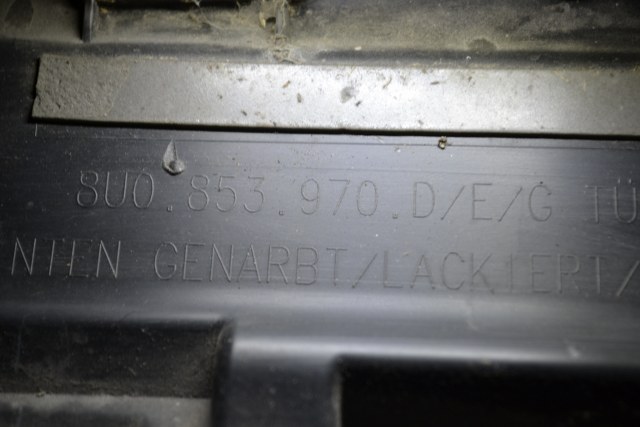 8U0.853.970.D/E/G TÜ
NTEN GENARBT/LACKIERT/